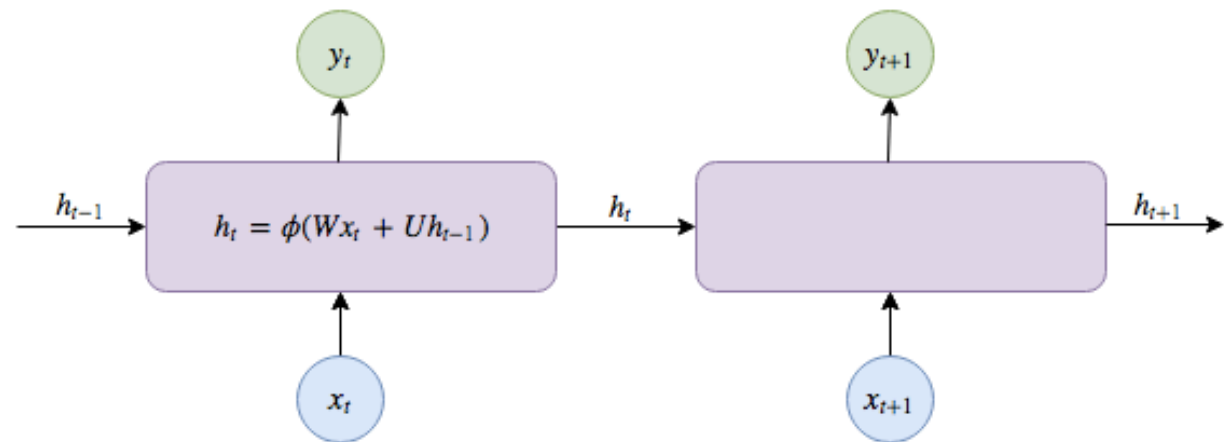 y_t
y_{t+1}
h_{t-1}
h_t = ϕ(Wx_t + Uh_{t-1})
h_t
h_{t+1}
x_t
x_{t+1}